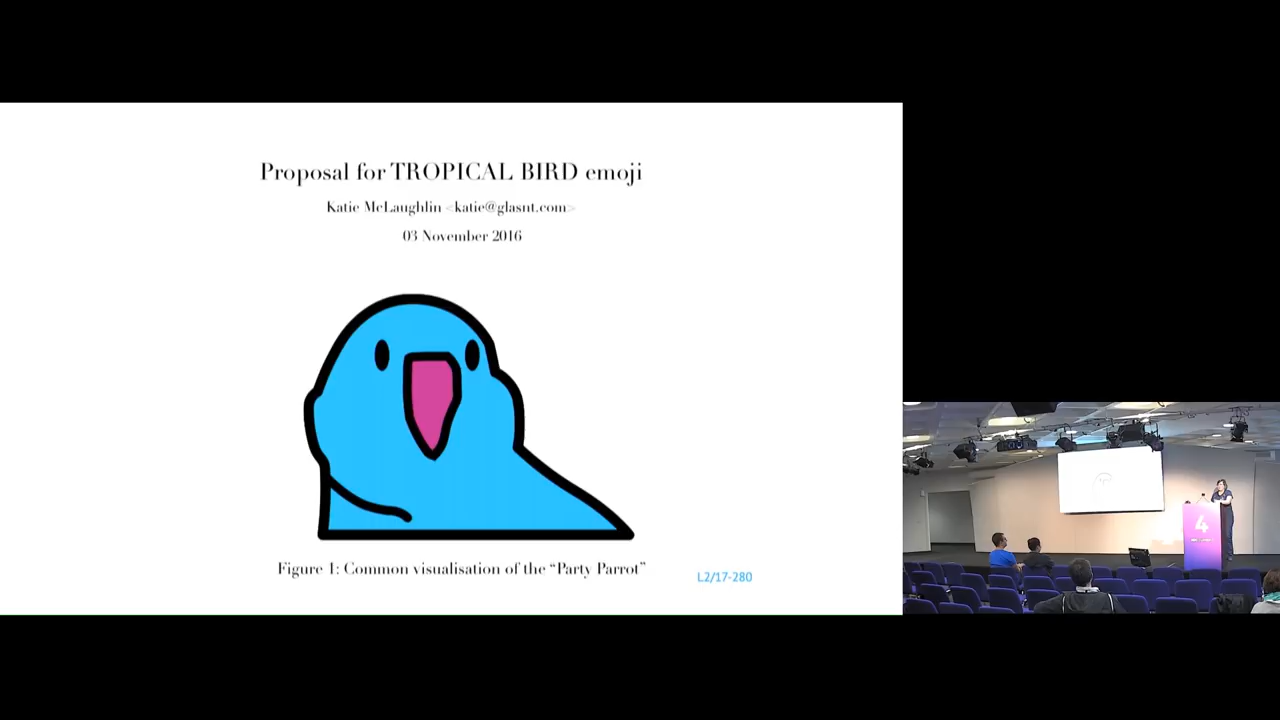 Proposal for TROPICAL BIRD emoji
Katie McLaughlin <katie@glasnt.com>
03 November 2016
Figure 1: Common visualisation of the “Party Parrot”
L2/17-280
4